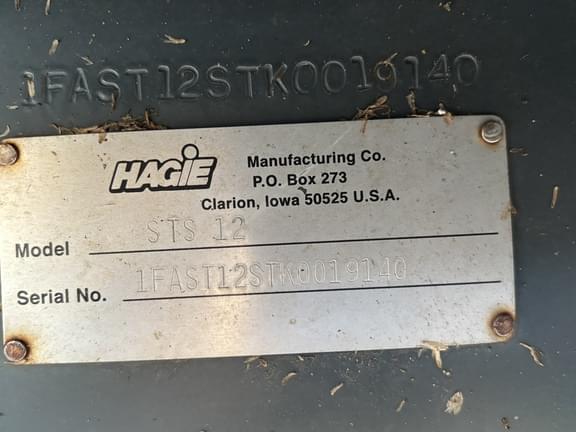 1FAST12STK0019140
HAGIE Manufacturing Co.
P.O. Box 273
Clarion, Iowa 50525 U.S.A.
Model STS 12
Serial No. 1FAST12STK0019140